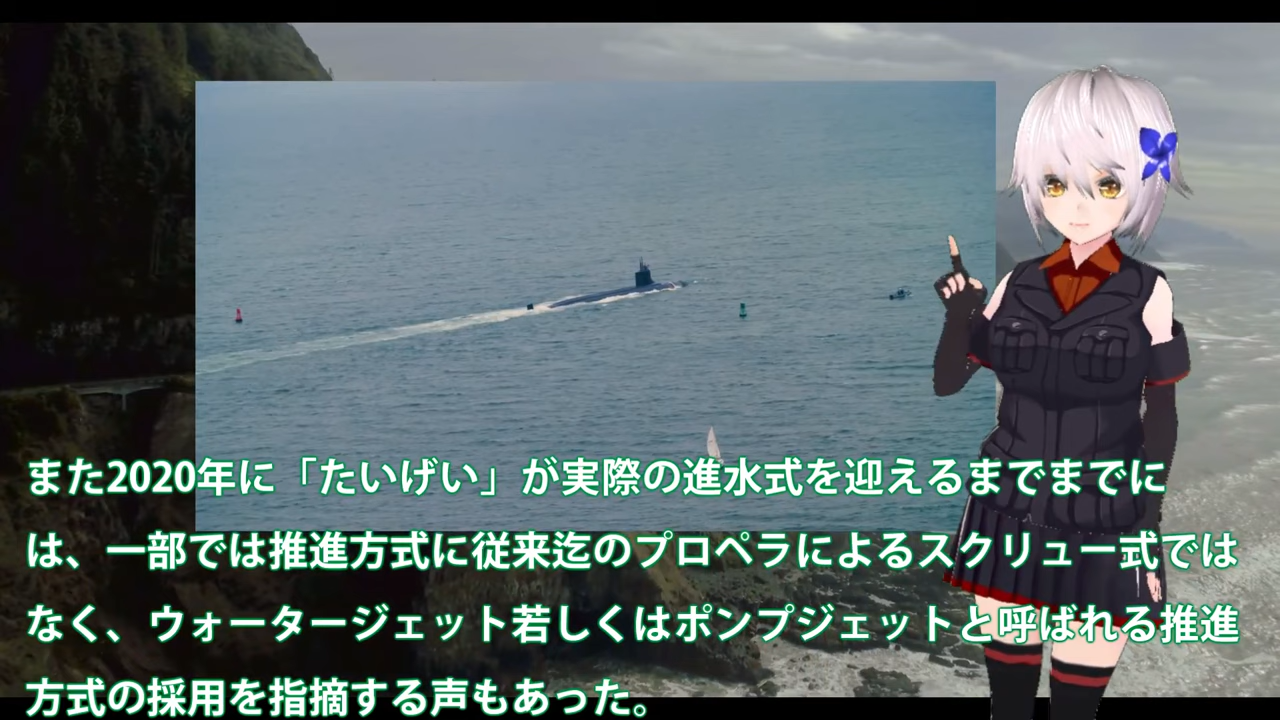 また2020年に「たいげい」が実際の進水式を迎えるまでまでに
は、一部では推進方式に従来迄のプロペラによるスクリュー式では
なく、ウォータージェット若しくはポンプジェットと呼ばれる推進
方式の採用を指摘する声もあった。